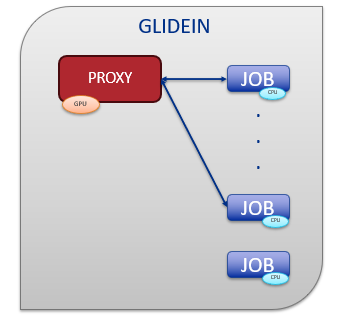 GLIDEIN
PROXY
GPU
JOB
CPU
.
.
.
JOB
CPU
JOB
CPU